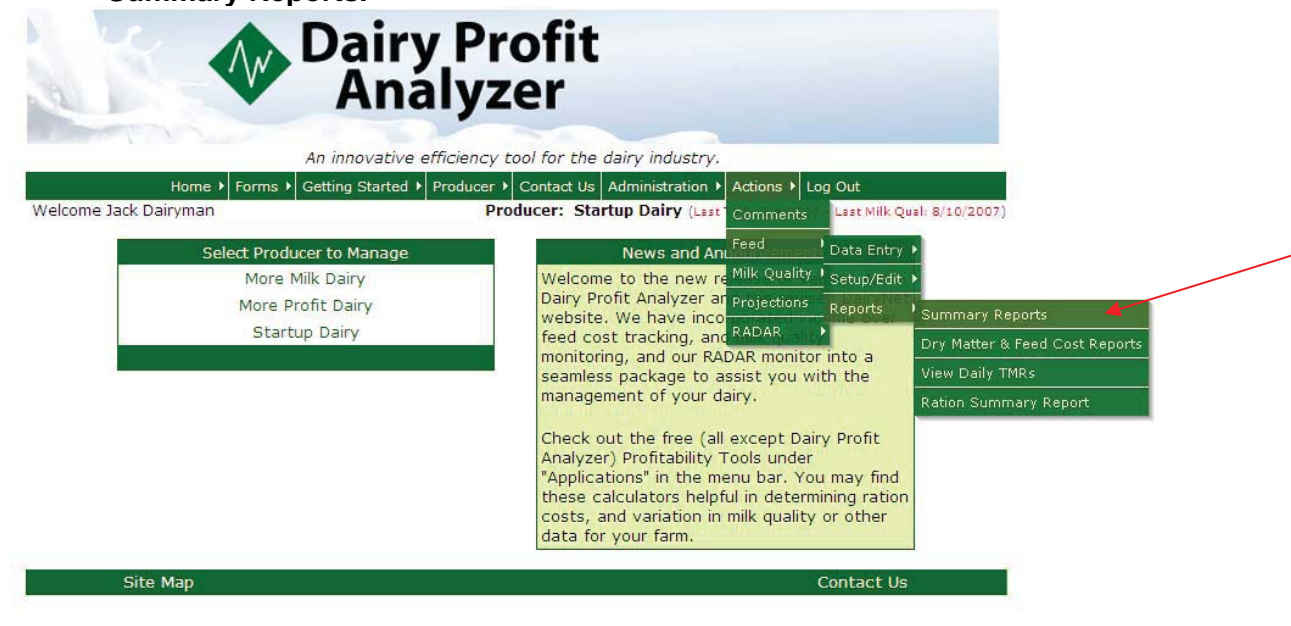 Summary Reports.
Dairy Profit
Analyzer
An innovative efficiency tool for the dairy industry.
Home Forms Getting Started Producer Contact Us Administration Actions Log Out
Welcome Jack Dairyman
Producer: Startup Dairy (Last Last Milk Qual: 8/10/2007)
Comments
Feed
Milk Quality
Projections
RADAR
Data Entry
Setup/Edit
Reports
Summary Reports
Dry Matter & Feed Cost Reports
View Daily TMRs
Ration Summary Report
Select Producer to Manage
More Milk Dairy
More Profit Dairy
Startup Dairy
News and
Welcome to the new
Dairy Profit Analyzer
website. We have
feed cost tracking,
monitoring, and our RADAR monitor into a
seamless package to assist you with the
management of your dairy.
Check out the free (all except Dairy Profit
Analyzer) Profitability Tools under
"Applications" in the menu bar. You may find
these calculators helpful in determining ration
costs, and variation in milk quality or other
data for your farm.
Site Map
Contact Us